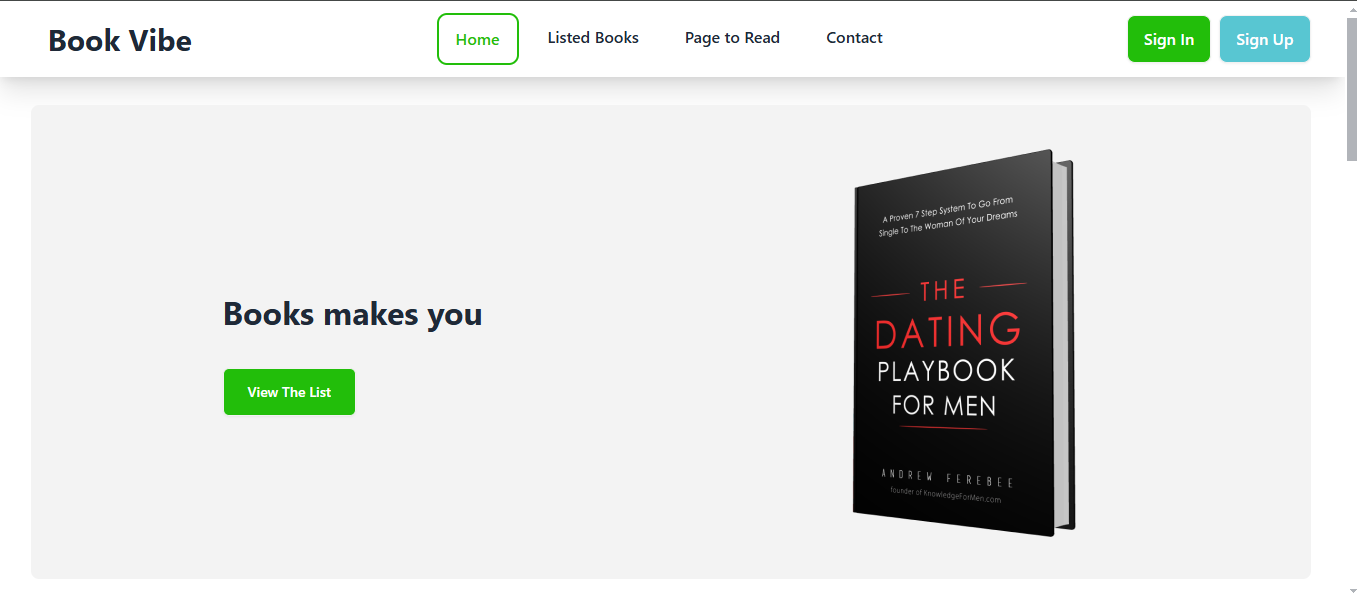 Book Vibe
Home
Listed Books
Page to Read
Contact
Sign In
Sign Up
Books makes you
View The List
A Proven 7 Step System To Go From
Single To The Woman Of Your Dreams
THE
DATING
PLAYBOOK
FOR MEN
ANDREW FEREBEE
founder of KnowledgeForMen.com